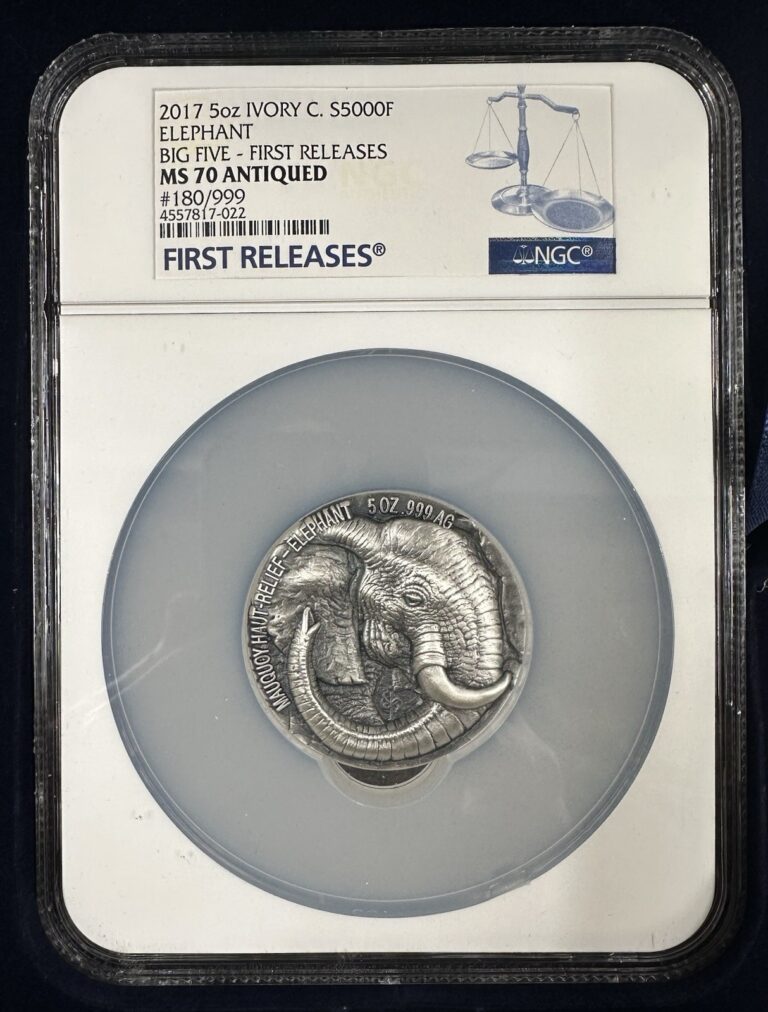 2017 5oz IVORY C. S5000F
ELEPHANT
BIG FIVE - FIRST RELEASES
MS 70 ANTIQUED
#180/999
4557817-022
FIRST RELEASES®
NGC®
MAUQUOY HAUT-RELIEF-ELEPHANT 5 OZ .999 AG